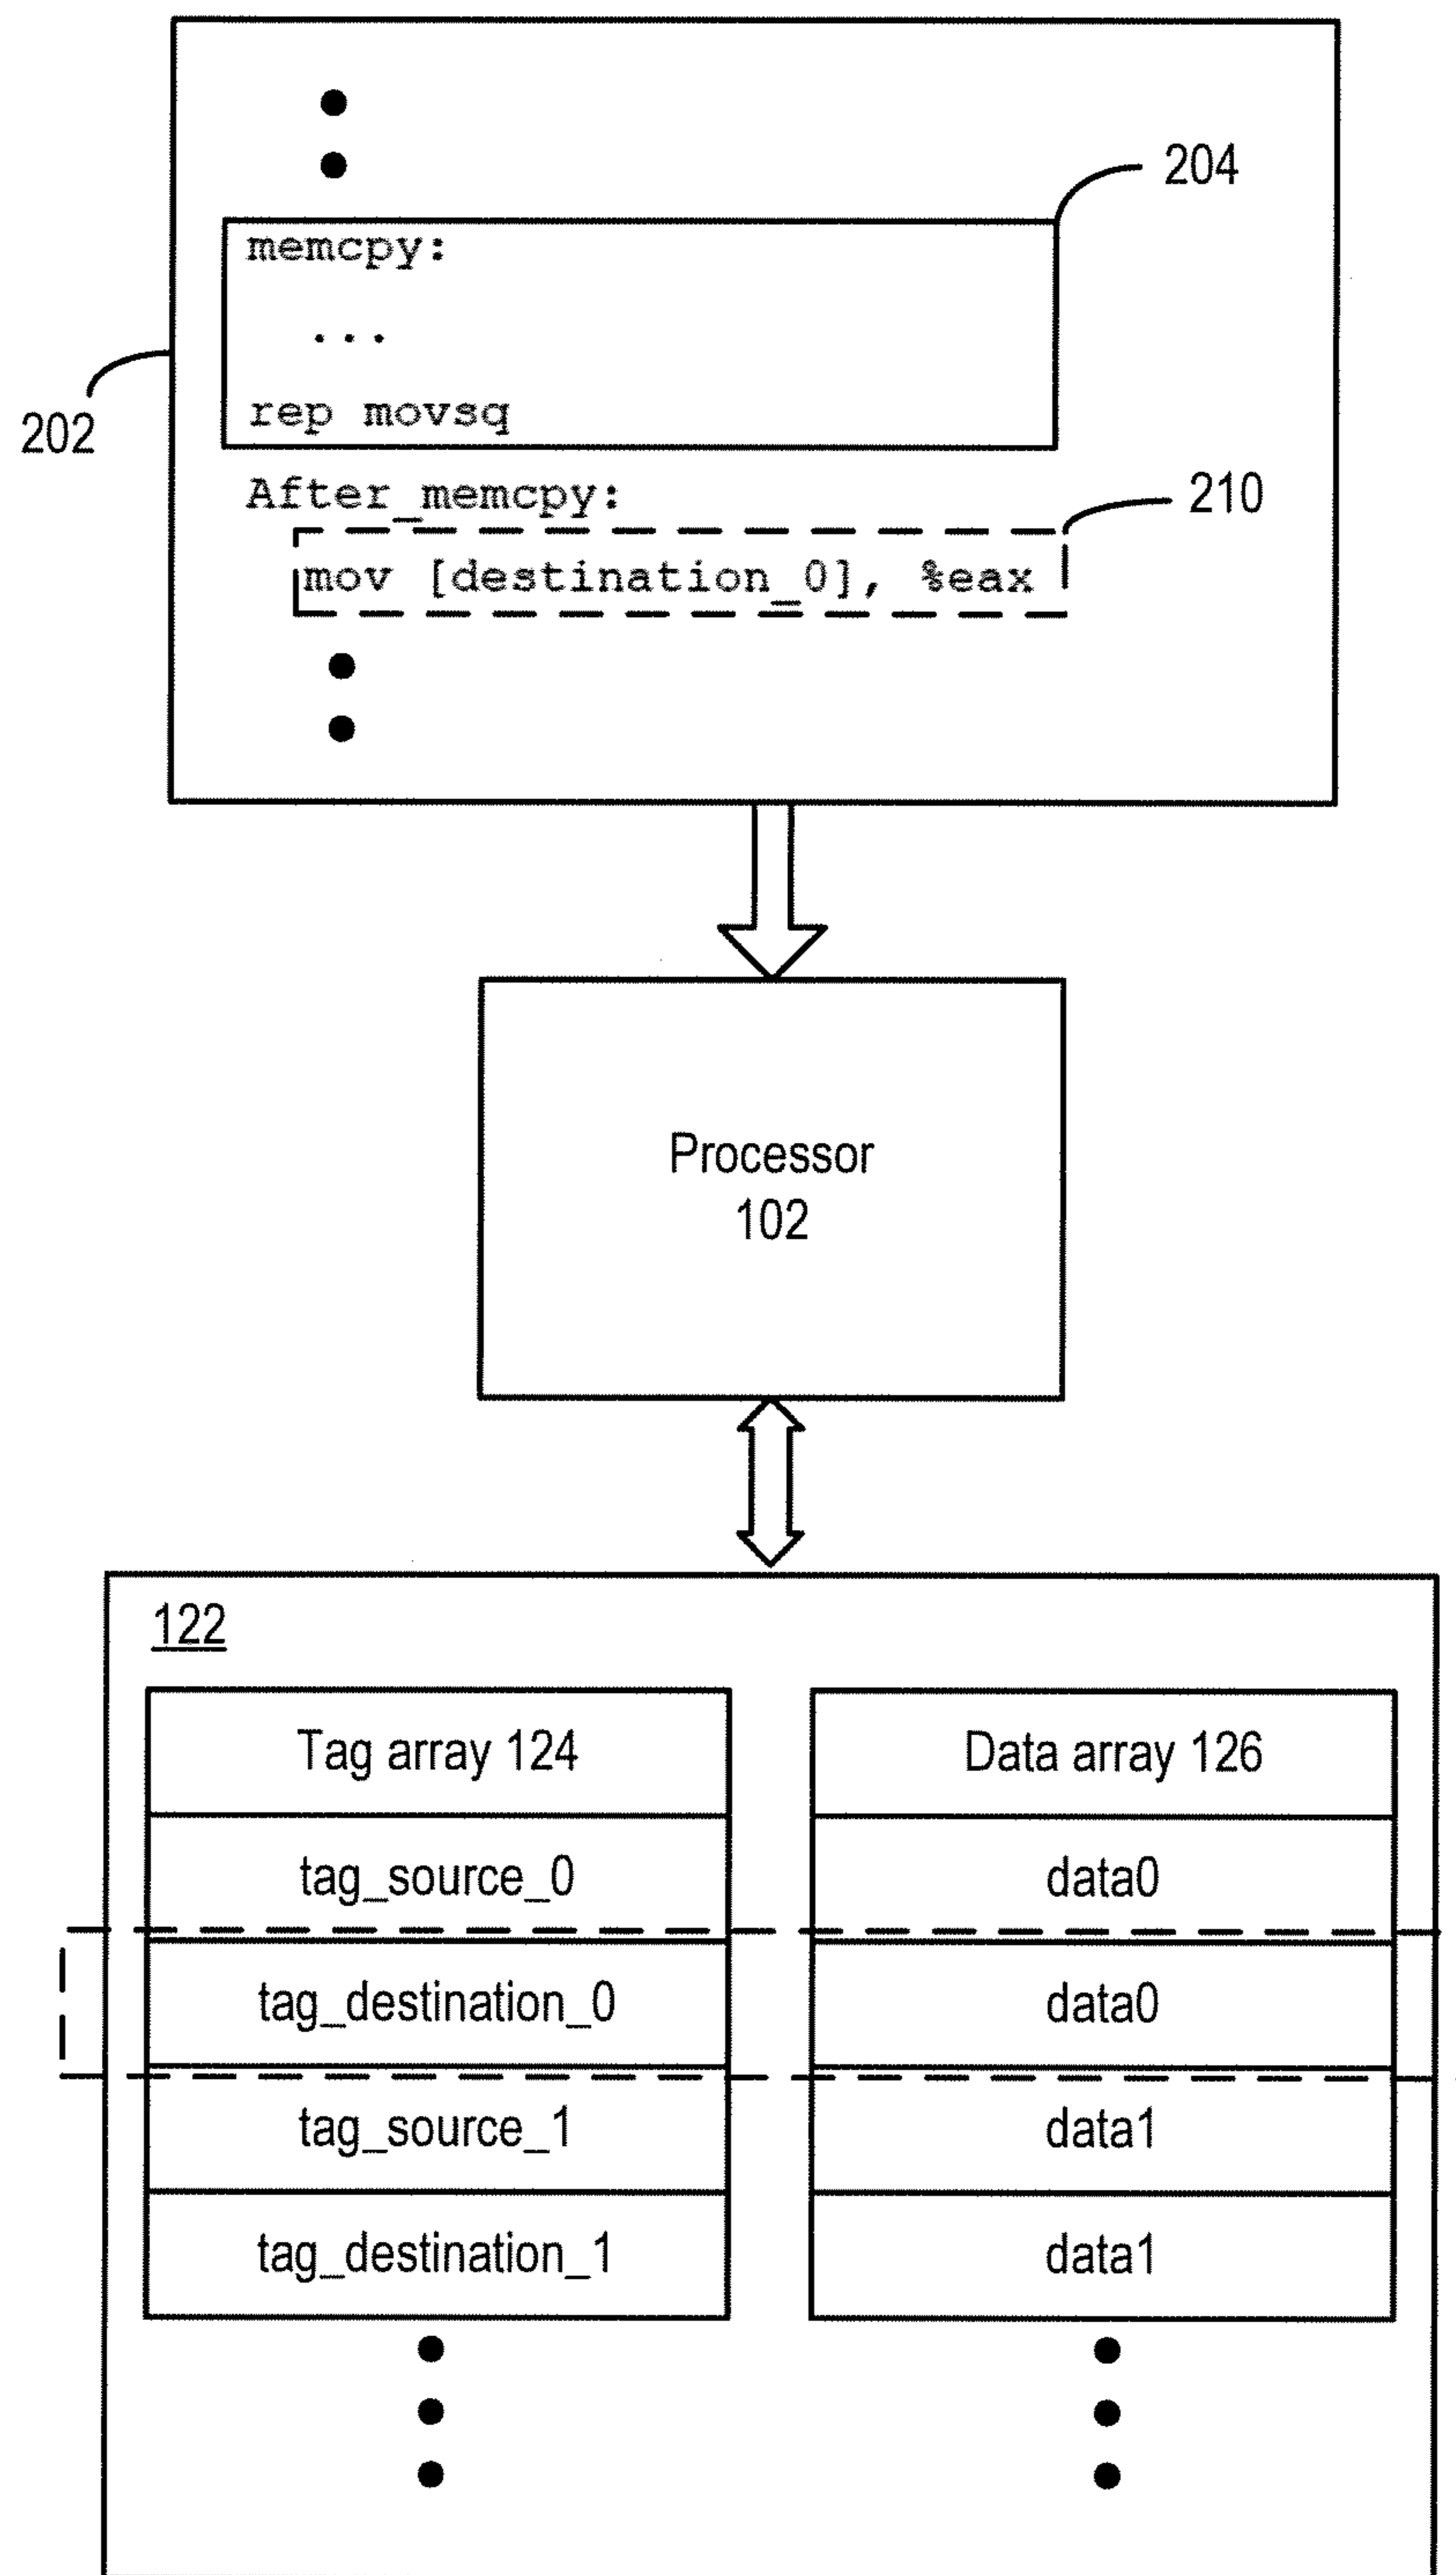 204
memcpy:
...
rep movsq
202
After_memcpy:
210
mov [destination_0], %eax
Processor
102
122
Tag array 124
Data array 126
tag_source_0
data0
tag_destination_0
data0
tag_source_1
data1
tag_destination_1
data1